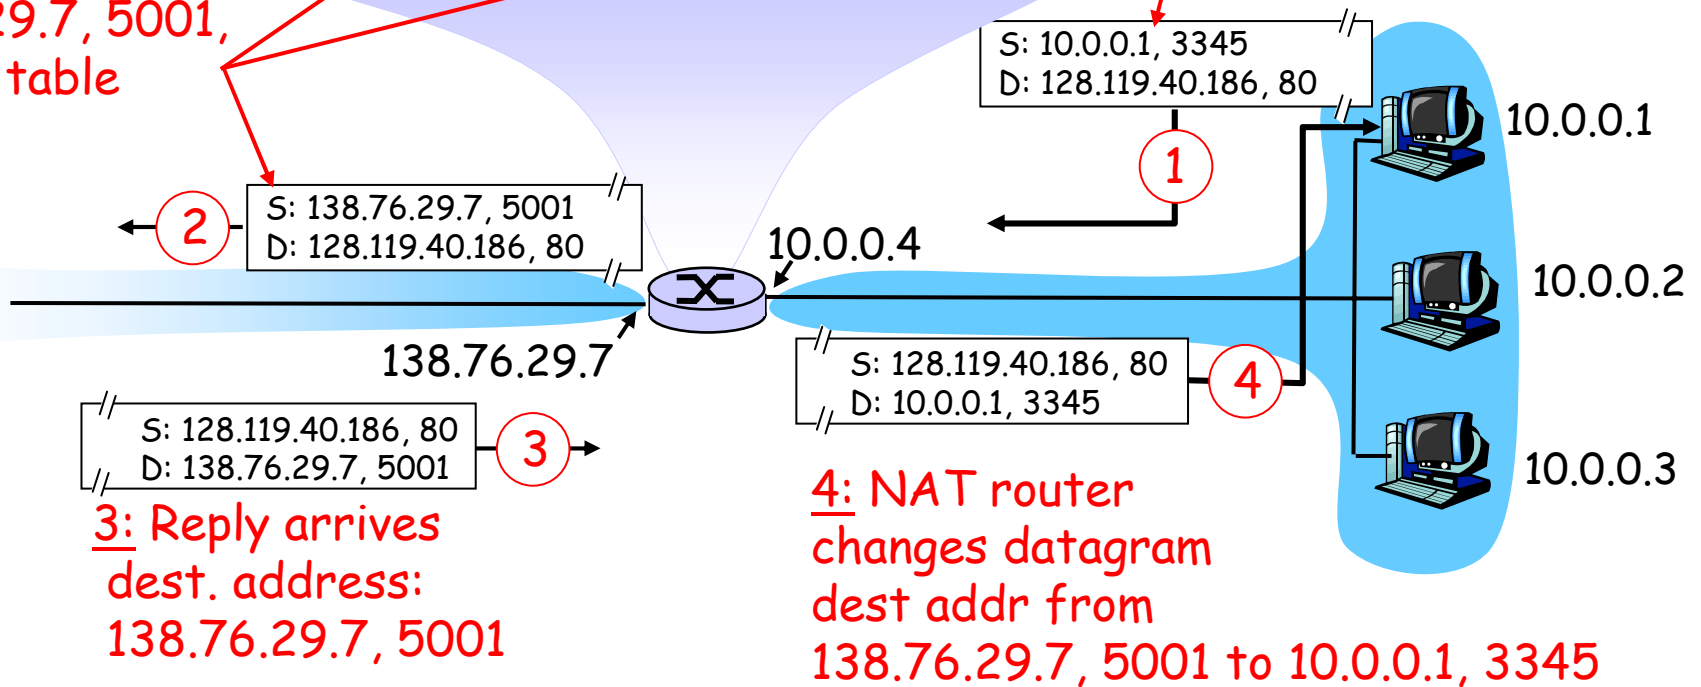 29.7, 5001,
table
S: 10.0.0.1, 3345
D: 128.119.40.186, 80
10.0.0.1
1
2
S: 138.76.29.7, 5001
D: 128.119.40.186, 80
10.0.0.4
10.0.0.2
138.76.29.7
S: 128.119.40.186, 80
D: 10.0.0.1, 3345
4
S: 128.119.40.186, 80
D: 138.76.29.7, 5001
3
10.0.0.3
3: Reply arrives
dest. address:
138.76.29.7, 5001
4: NAT router
changes datagram
dest addr from
138.76.29.7, 5001 to 10.0.0.1, 3345